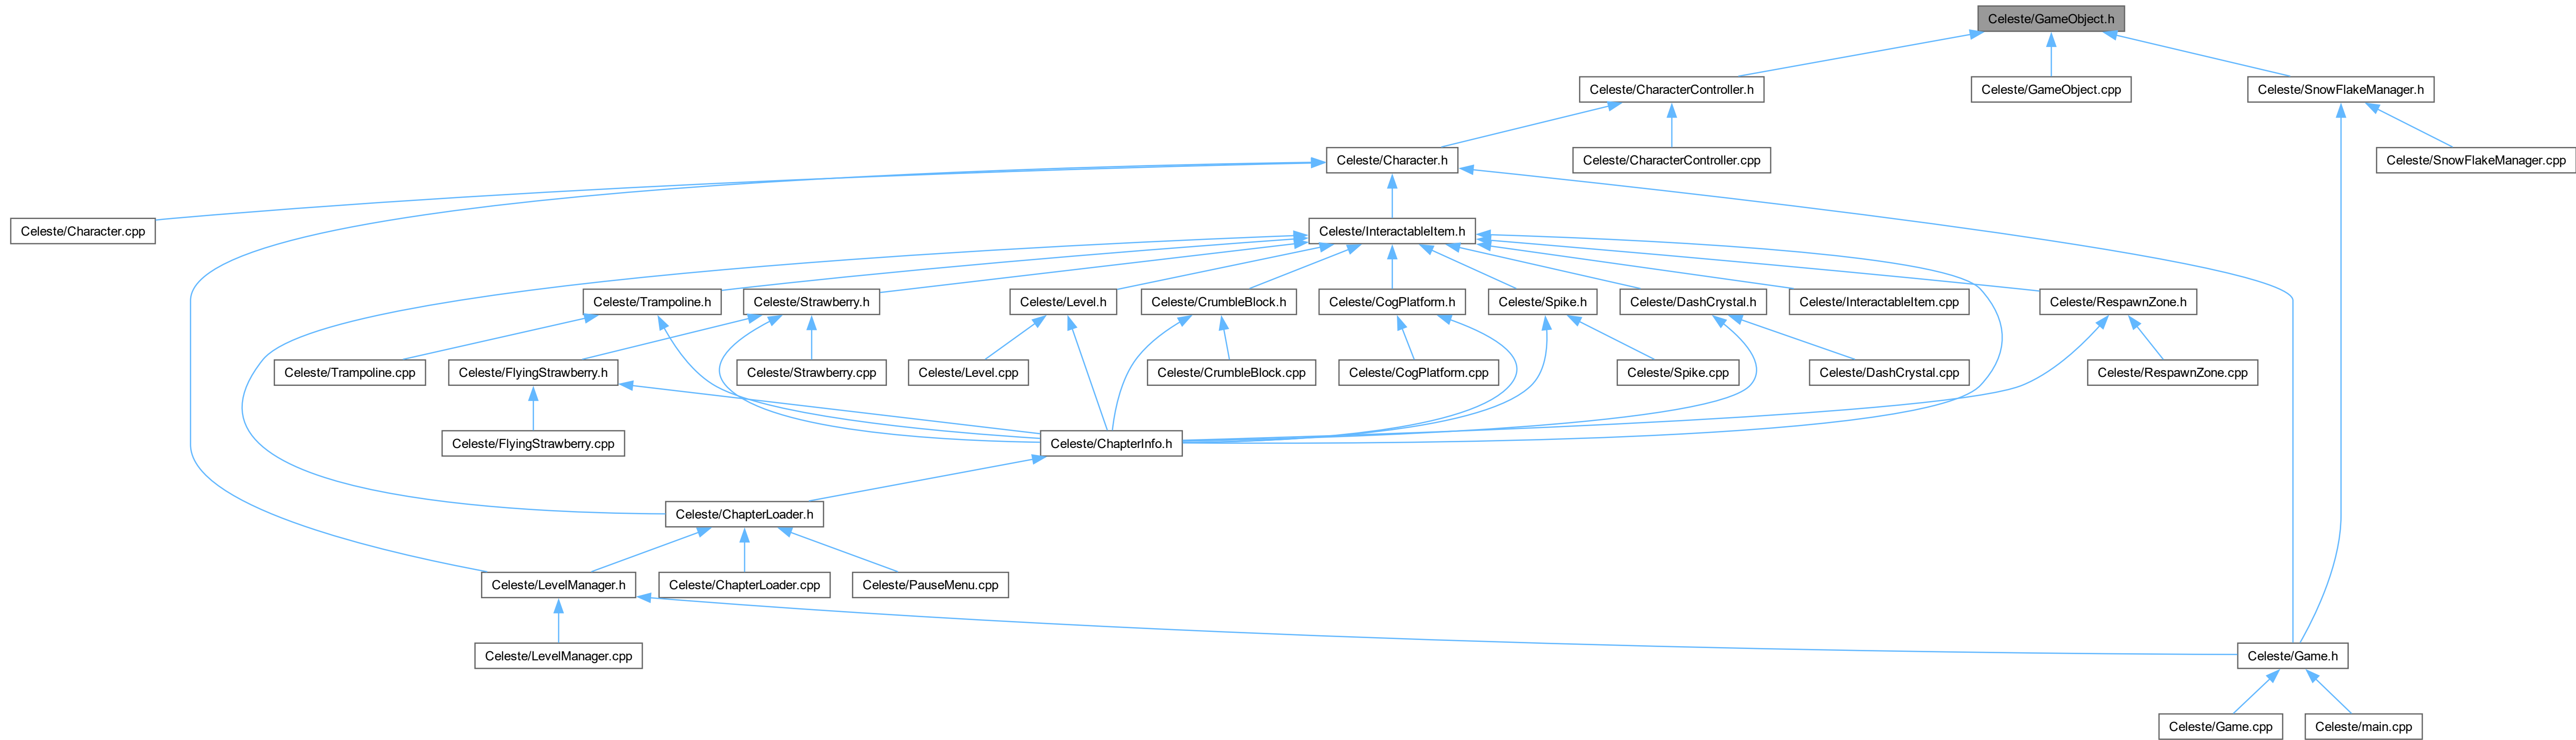 Celeste/GameObject.h
Celeste/CharacterController.h
Celeste/GameObject.cpp
Celeste/SnowFlakeManager.h
Celeste/Character.h
Celeste/CharacterController.cpp
Celeste/SnowFlakeManager.cpp
Celeste/Character.cpp
Celeste/InteractableItem.h
Celeste/Trampoline.h
Celeste/Strawberry.h
Celeste/Level.h
Celeste/CrumbleBlock.h
Celeste/CogPlatform.h
Celeste/Spike.h
Celeste/DashCrystal.h
Celeste/InteractableItem.cpp
Celeste/RespawnZone.h
Celeste/Trampoline.cpp
Celeste/FlyingStrawberry.h
Celeste/Strawberry.cpp
Celeste/Level.cpp
Celeste/CrumbleBlock.cpp
Celeste/CogPlatform.cpp
Celeste/Spike.cpp
Celeste/DashCrystal.cpp
Celeste/RespawnZone.cpp
Celeste/FlyingStrawberry.cpp
Celeste/ChapterInfo.h
Celeste/ChapterLoader.h
Celeste/LevelManager.h
Celeste/ChapterLoader.cpp
Celeste/PauseMenu.cpp
Celeste/LevelManager.cpp
Celeste/Game.h
Celeste/Game.cpp
Celeste/main.cpp